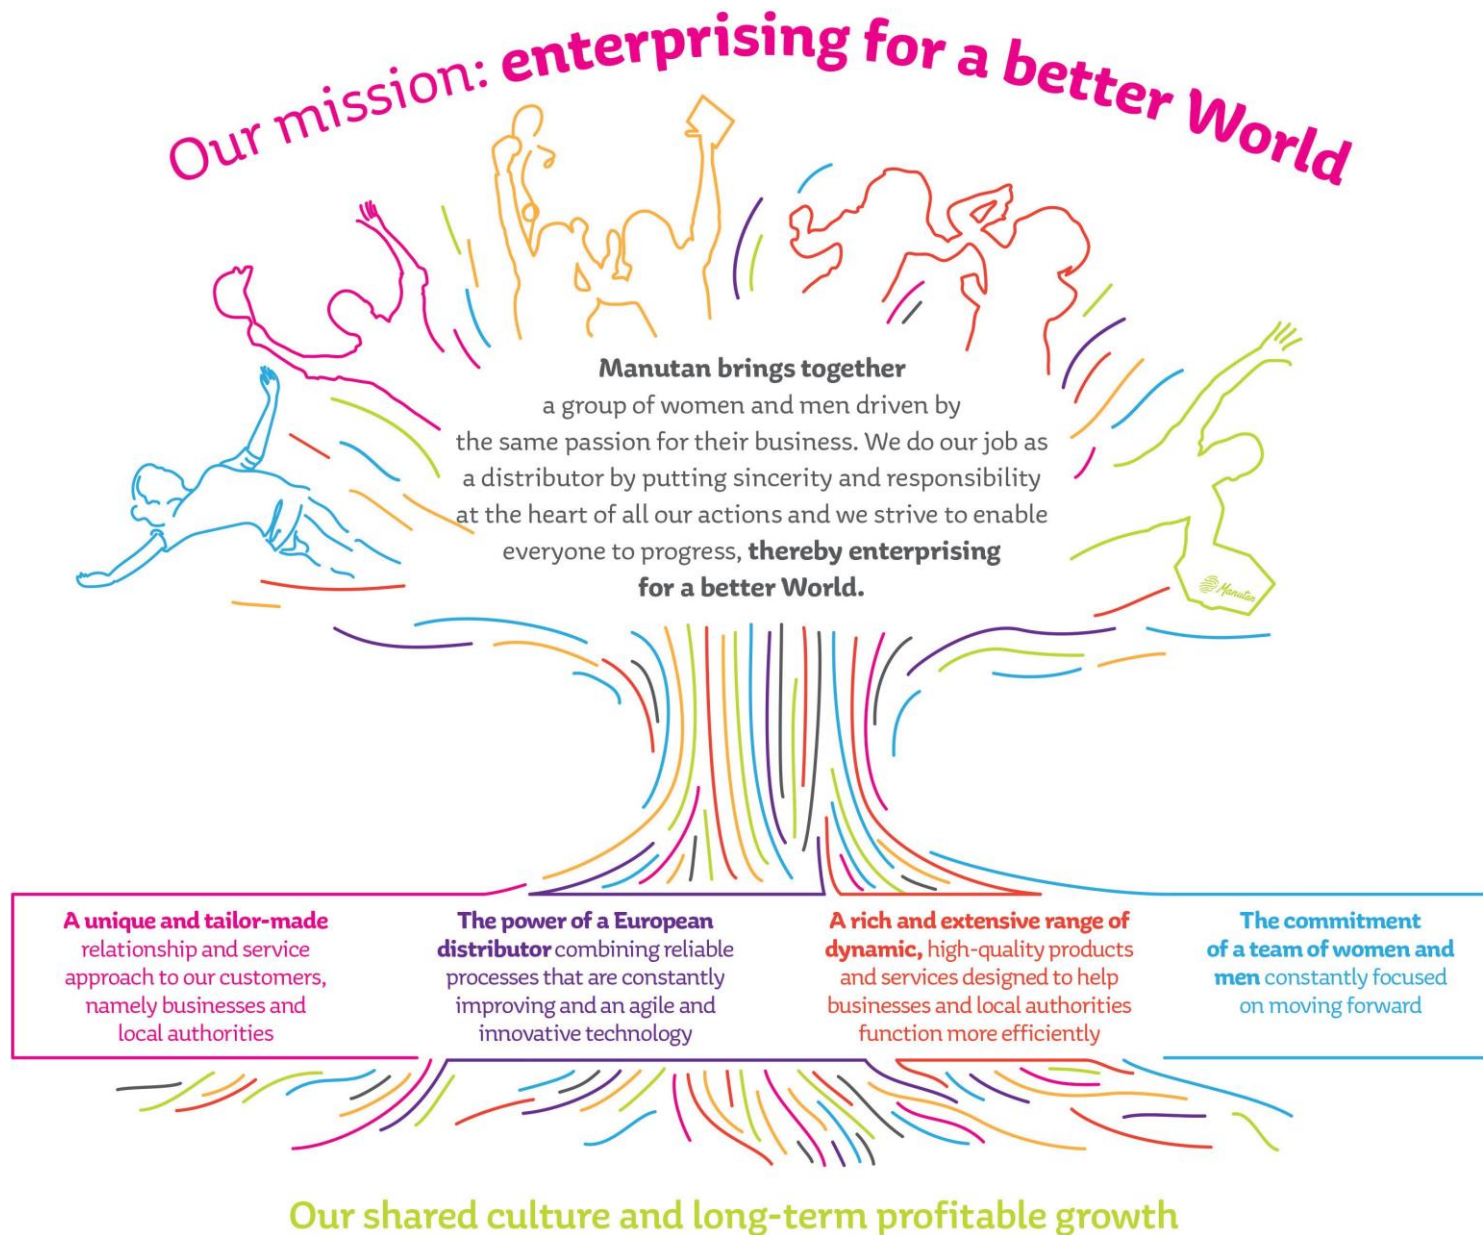 Our mission: enterprising for a better World
Manutan brings together
a group of women and men driven by
the same passion for their business. We do our job as
a distributor by putting sincerity and responsibility
at the heart of all our actions and we strive to enable
everyone to progress, thereby enterprising
for a better World.
Manutan
A unique and tailor-made
relationship and service
approach to our customers,
namely businesses and
local authorities
The power of a European
distributor combining reliable
processes that are constantly
improving and an agile and
innovative technology
A rich and extensive range of
dynamic, high-quality products
and services designed to help
businesses and local authorities
function more efficiently
The commitment
of a team of women and
men constantly focused
on moving forward
Our shared culture and long-term profitable growth